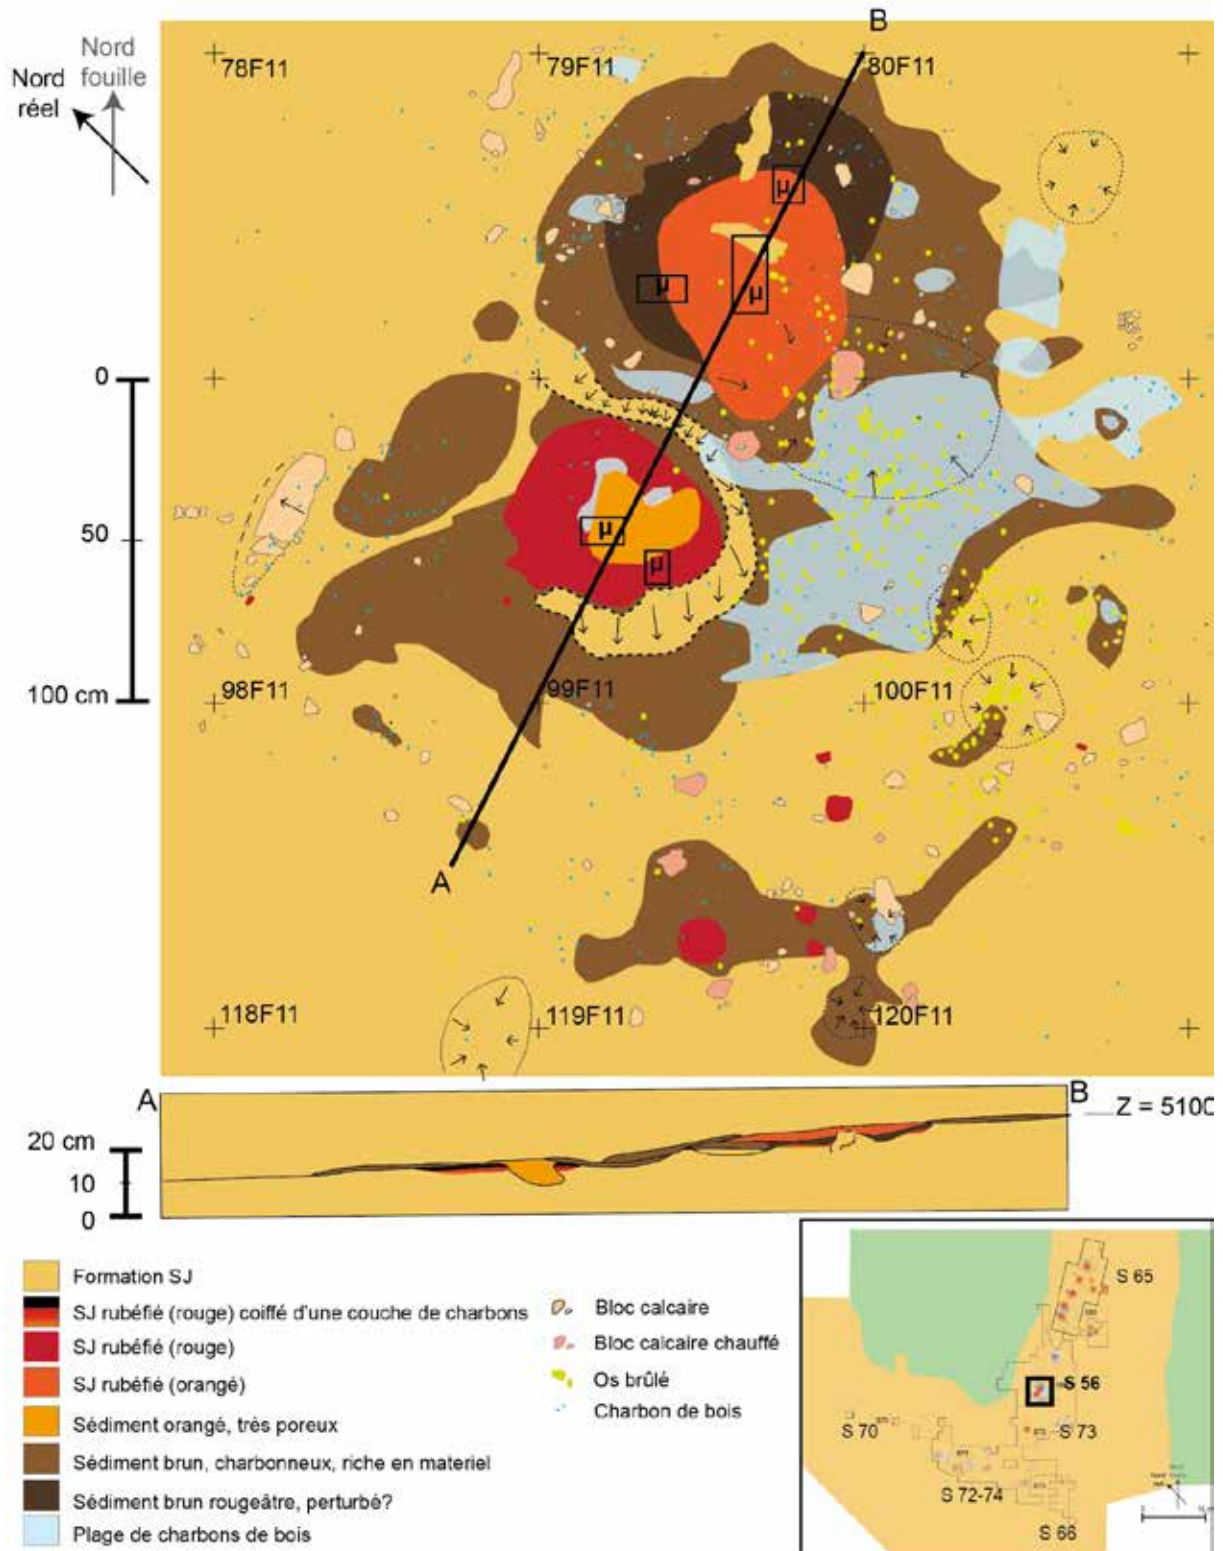 B
Nord
fouille
Nord
réel
78F11
79F11
80F11
μ
μ
μ
0
μ
50
μ
98F11
99F11
100F11
100 cm
A
118F11
119F11
120F11
A
B
Z = 5100
20 cm
10
0
Formation SJ
SJ rubéfié (rouge) coiffé d'une couche de charbons
SJ rubéfié (rouge)
SJ rubéfié (orangé)
Sédiment orangé, très poreux
Sédiment brun, charbonneux, riche en materiel
Sédiment brun rougeâtre, perturbé?
Plage de charbons de bois
Bloc calcaire
Bloc calcaire chauffé
Os brûlé
Charbon de bois
S 65
S 56
S 70
S 73
S 72-74
S 66